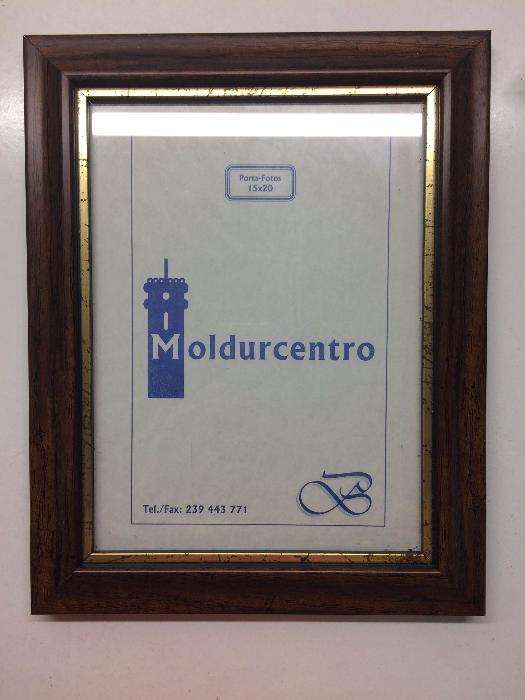 Porta-Fotos
15x20
Moldurcentro
Tel./Fax: 239 443 771
B